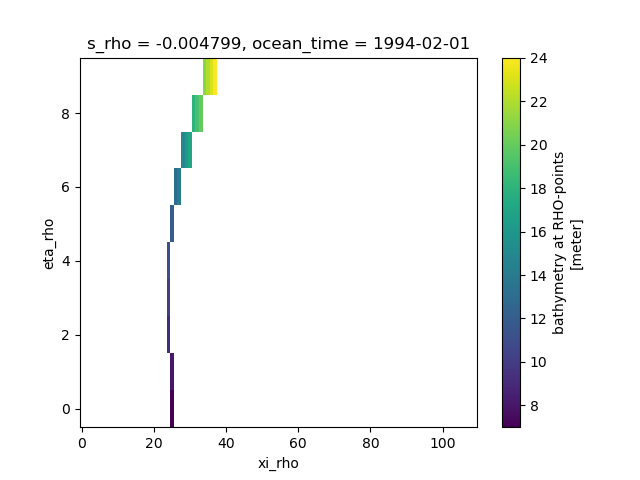 s_rho = -0.004799, ocean_time = 1994-02-01
8
6
4
2
0
eta_rho
0 20 40 60 80 100
xi_rho
24
22
20
18
16
14
12
10
8
bathymetry at RHO-points
[meter]